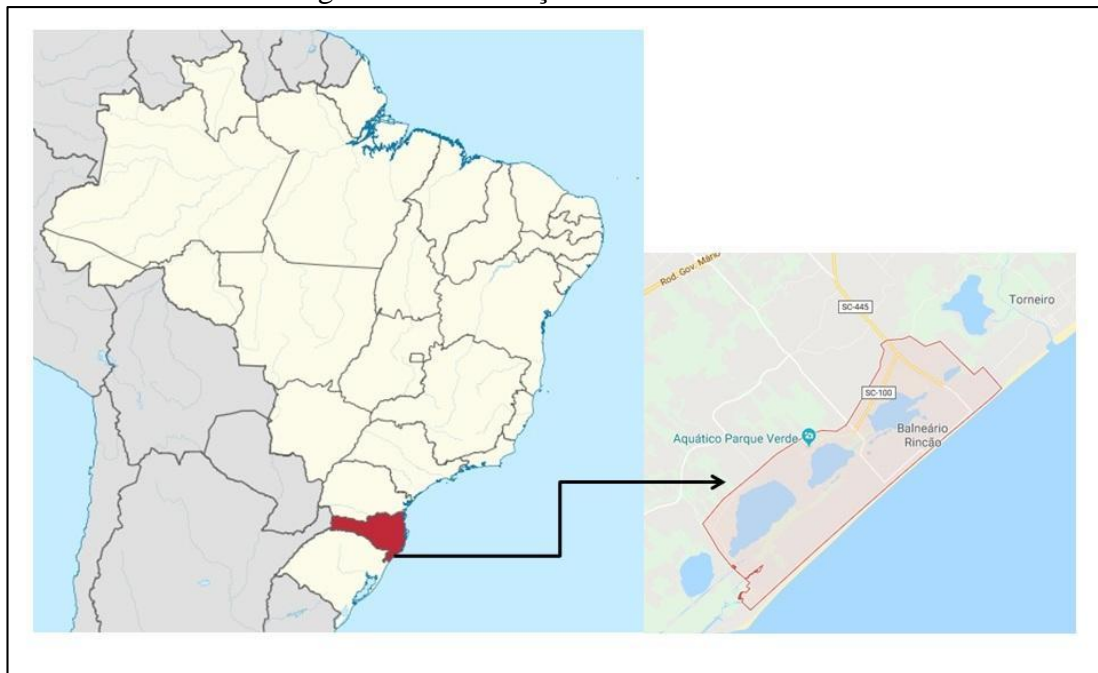 Rod. Gov. Mário
SC-445
Torneiro
SC-100
Aquático Parque Verde
Balneário
Rincão